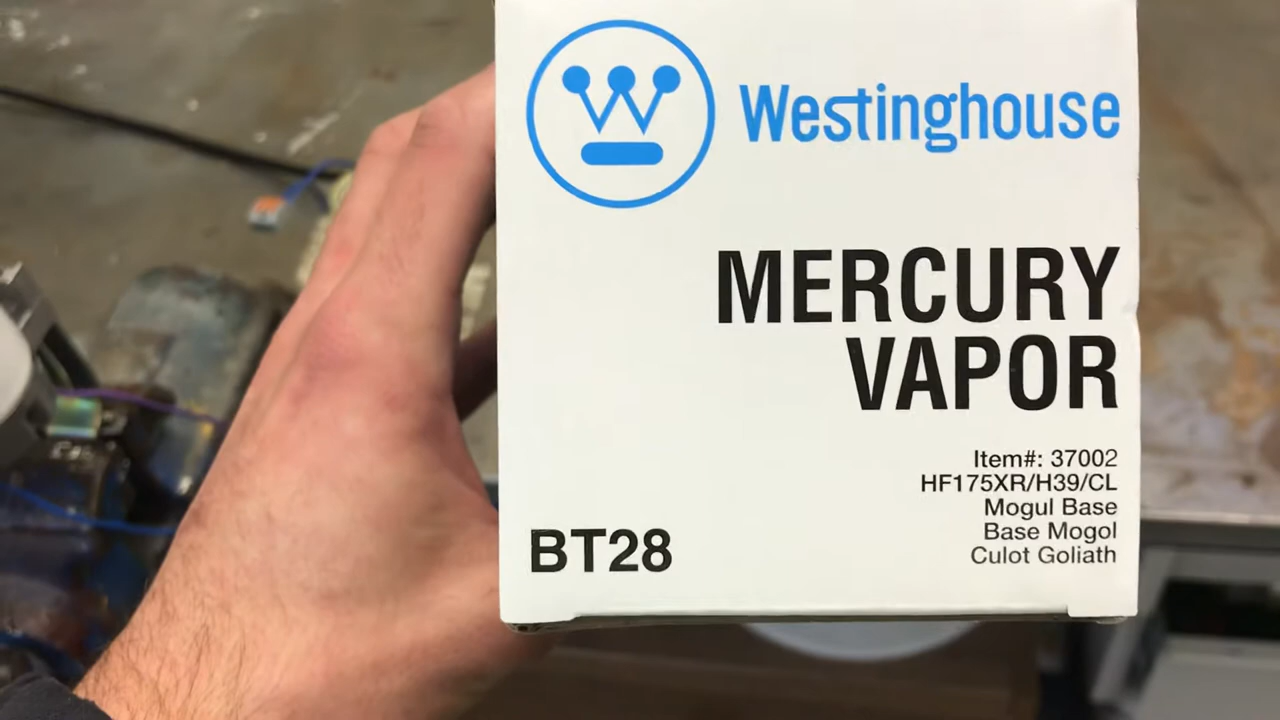 Westinghouse
MERCURY
VAPOR
Item#: 37002
HF175XR/H39/CL
Mogul Base
Base Mogol
Culot Goliath
BT28